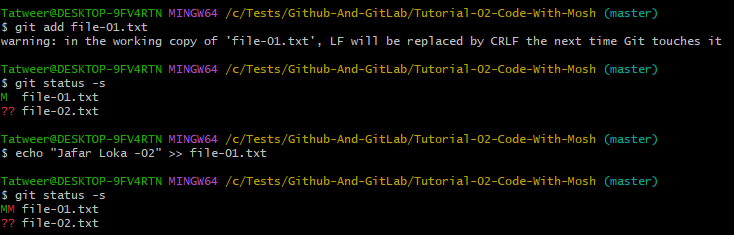 Tatweer@DESKTOP-9FV4RTN MINGW64 /c/Tests/Github-And-GitLab/Tutorial-02-Code-With-Mosh (master)
$ git add file-01.txt
warning: in the working copy of 'file-01.txt', LF will be replaced by CRLF the next time Git touches it
Tatweer@DESKTOP-9FV4RTN MINGW64 /c/Tests/Github-And-GitLab/Tutorial-02-Code-With-Mosh (master)
$ git status -s
M  file-01.txt
?? file-02.txt
Tatweer@DESKTOP-9FV4RTN MINGW64 /c/Tests/Github-And-GitLab/Tutorial-02-Code-With-Mosh (master)
$ echo "Jafar Loka -02" >> file-01.txt
Tatweer@DESKTOP-9FV4RTN MINGW64 /c/Tests/Github-And-GitLab/Tutorial-02-Code-With-Mosh (master)
$ git status -s
MM file-01.txt
?? file-02.txt